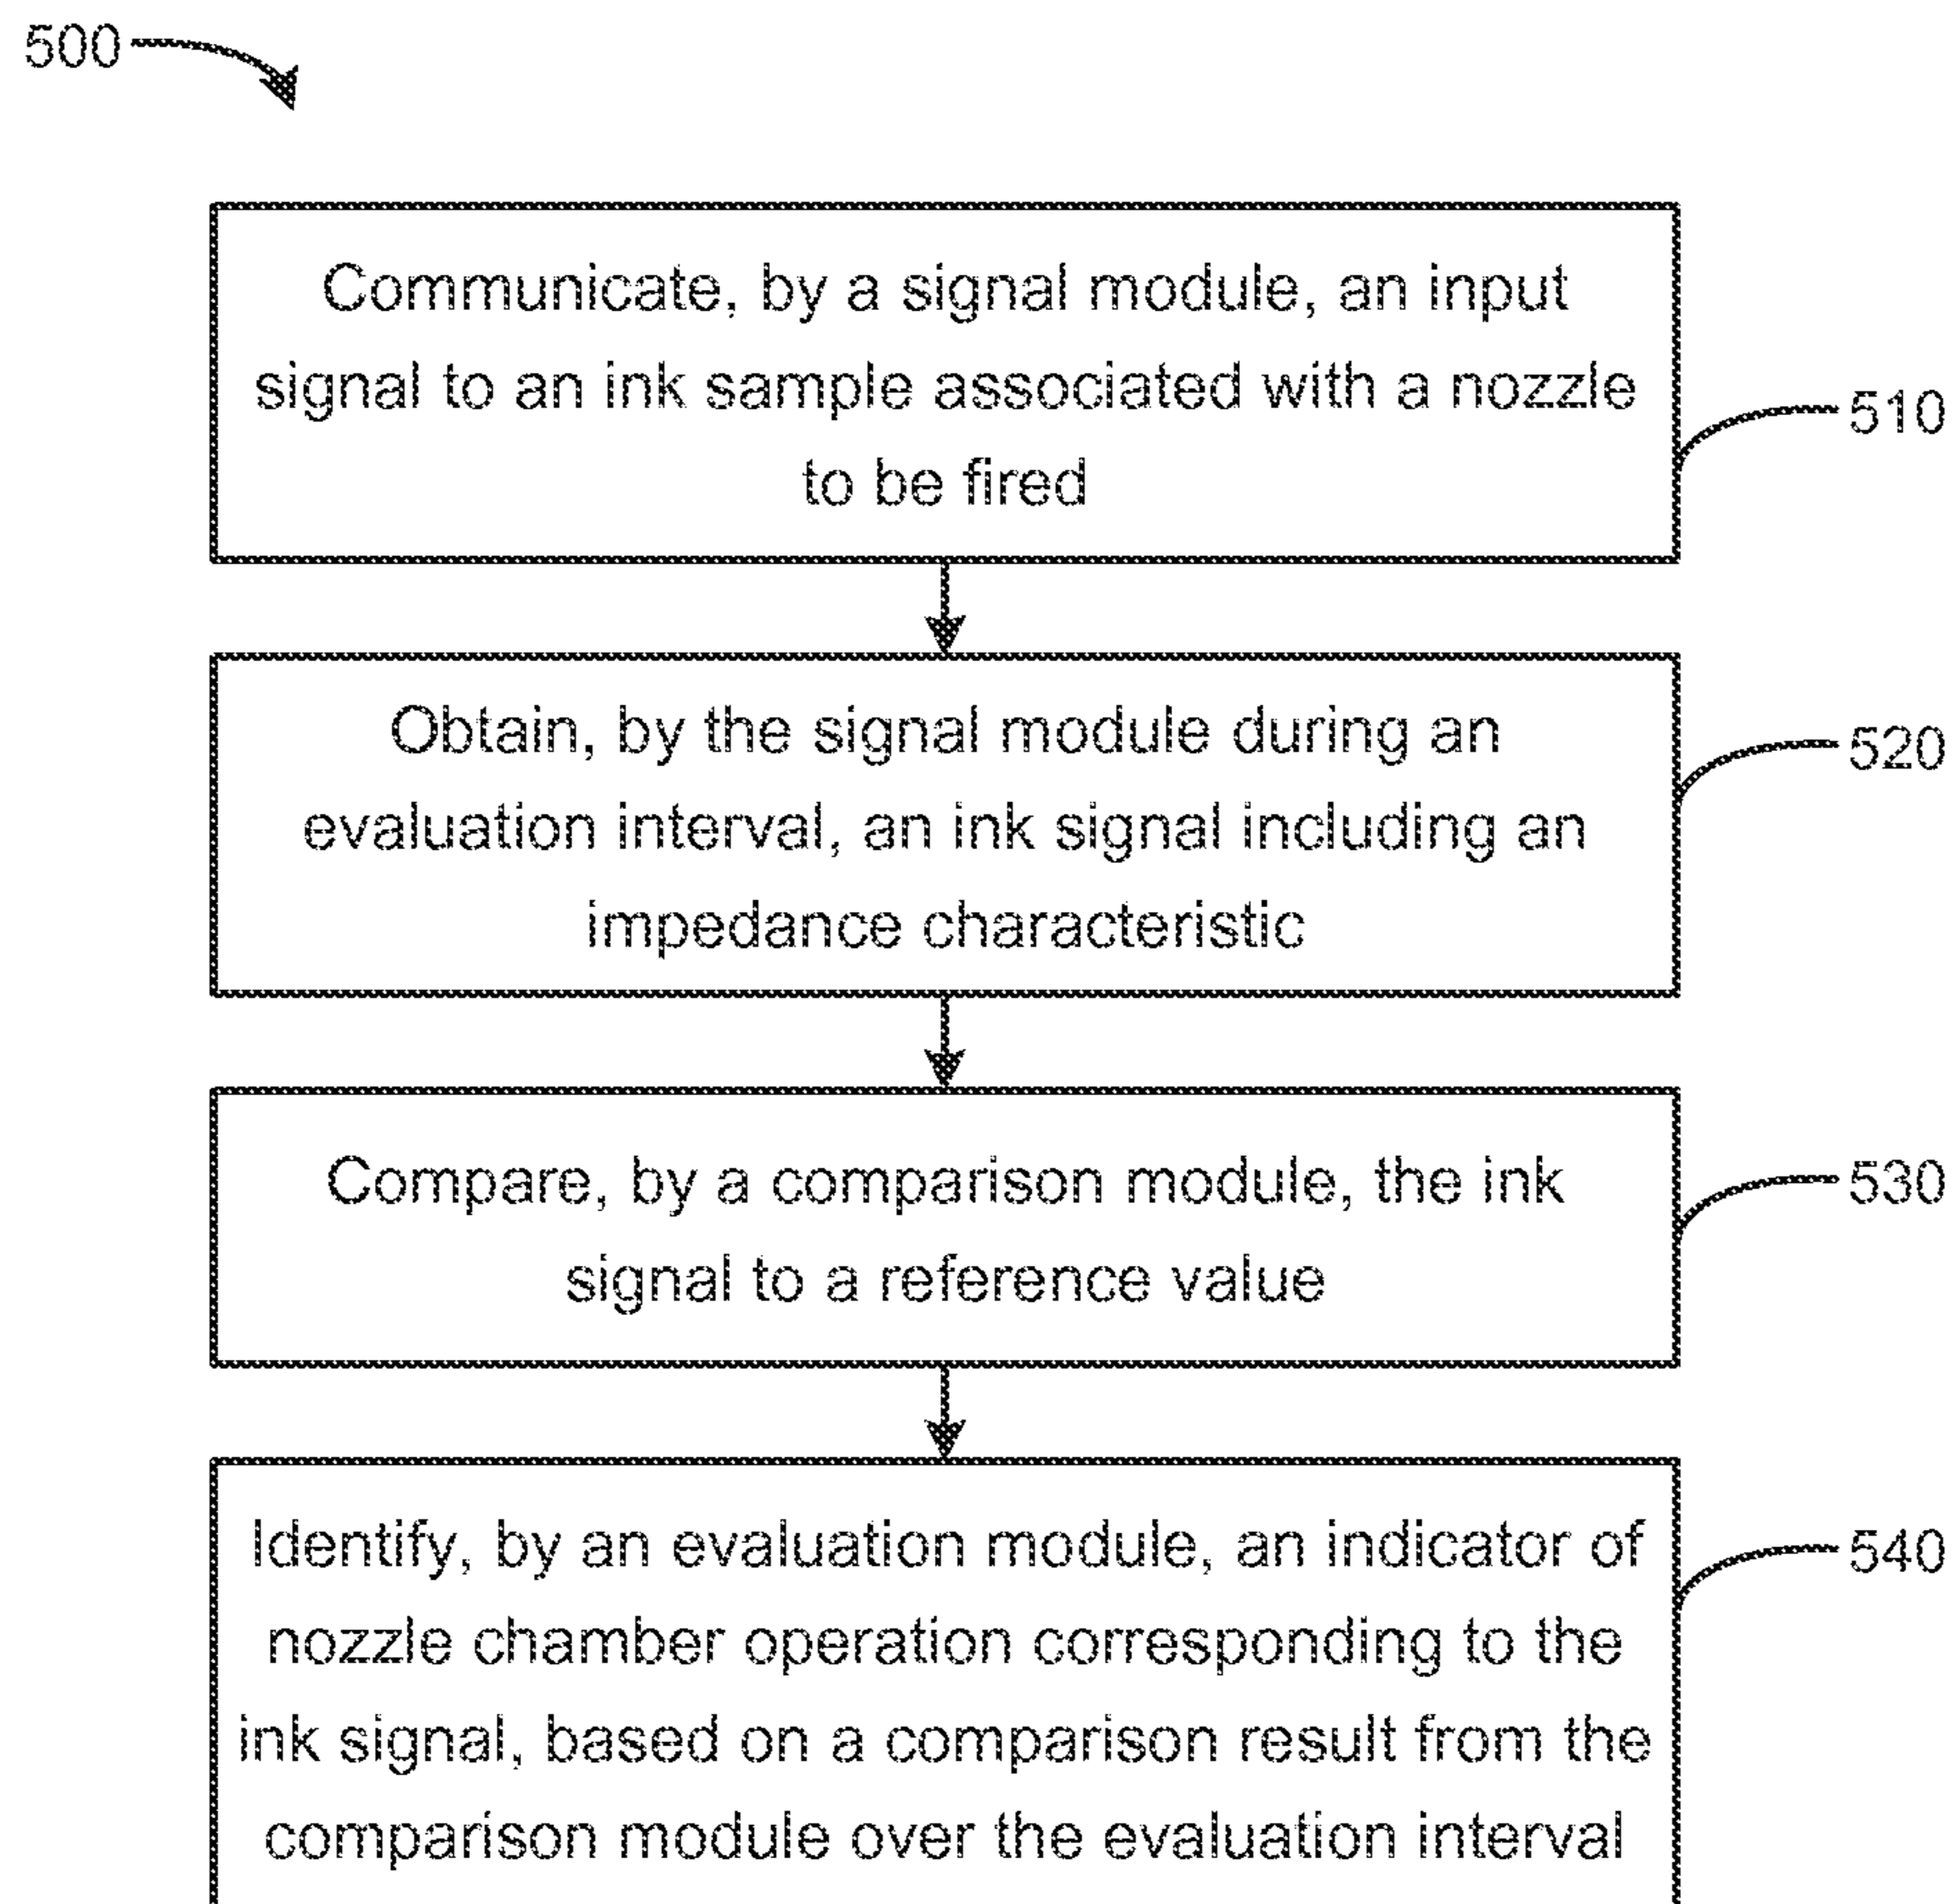 500
Communicate, by a signal module, an input
signal to an ink sample associated with a nozzle
to be fired
510
Obtain, by the signal module during an
evaluation interval, an ink signal including an
impedance characteristic
520
Compare, by a comparison module, the ink
signal to a reference value
530
Identify, by an evaluation module, an indicator of
nozzle chamber operation corresponding to the
ink signal, based on a comparison result from the
comparison module over the evaluation interval
540